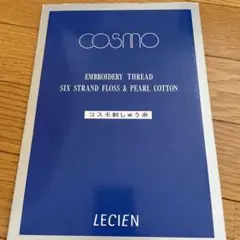 COSMO
EMBROIDERY THREAD
SIX STRAND FLOSS & PEARL COTTON
コスモ刺しゅう糸
LECIEN